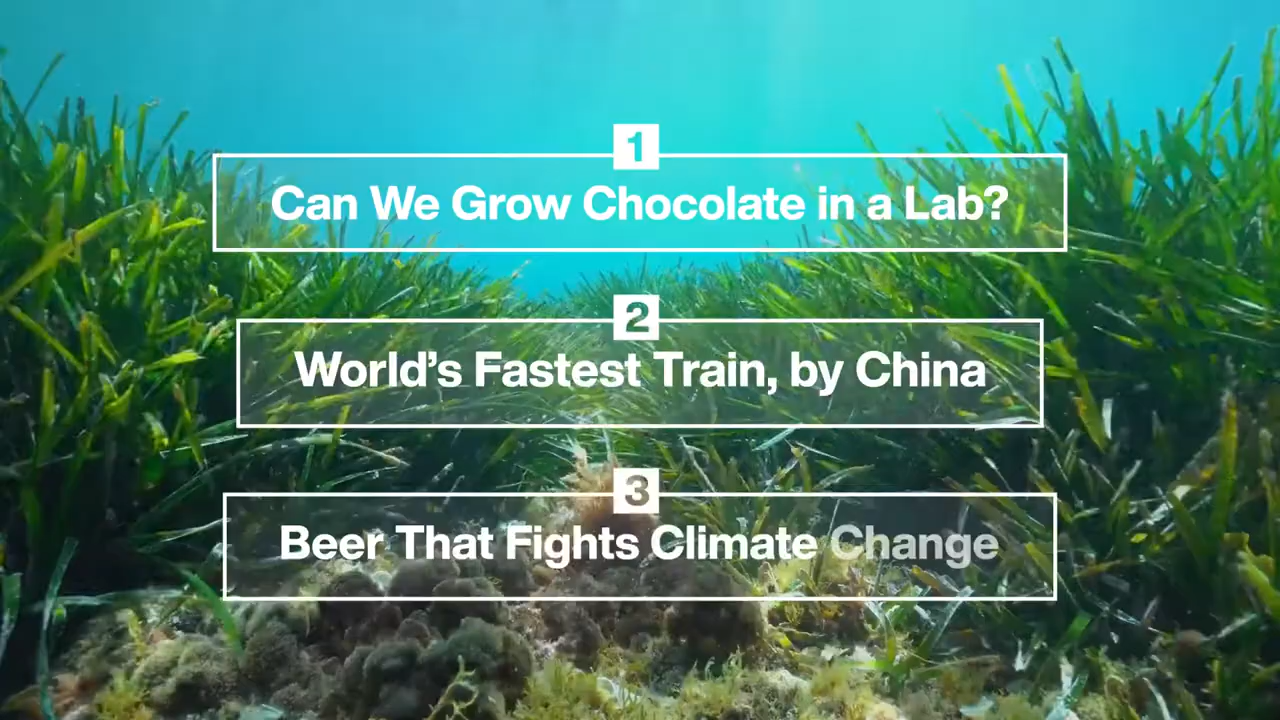 1
Can We Grow Chocolate in a Lab?
2
World’s Fastest Train, by China
3
Beer That Fights Climate Change